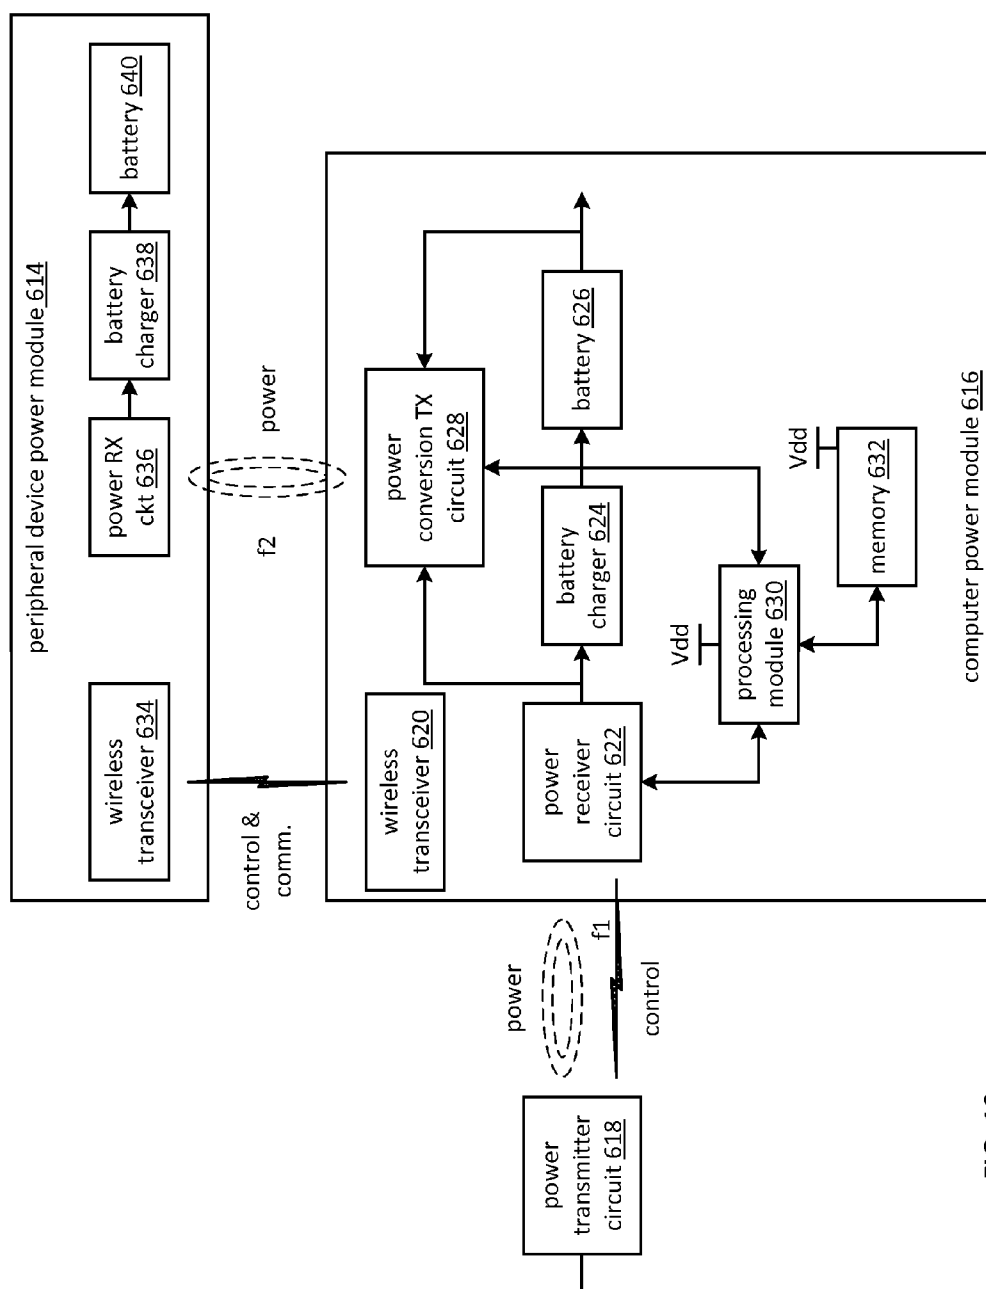 peripheral device power module 614
wireless
transceiver 634
power RX
ckt 636
battery
charger 638
battery 640
control &
comm.
f2
power
wireless
transceiver 620
power
conversion TX
circuit 628
power
receiver
circuit 622
battery
charger 624
battery 626
Vdd
processing
module 630
Vdd
memory 632
computer power module 616
power
f1
control
power
transmitter
circuit 618